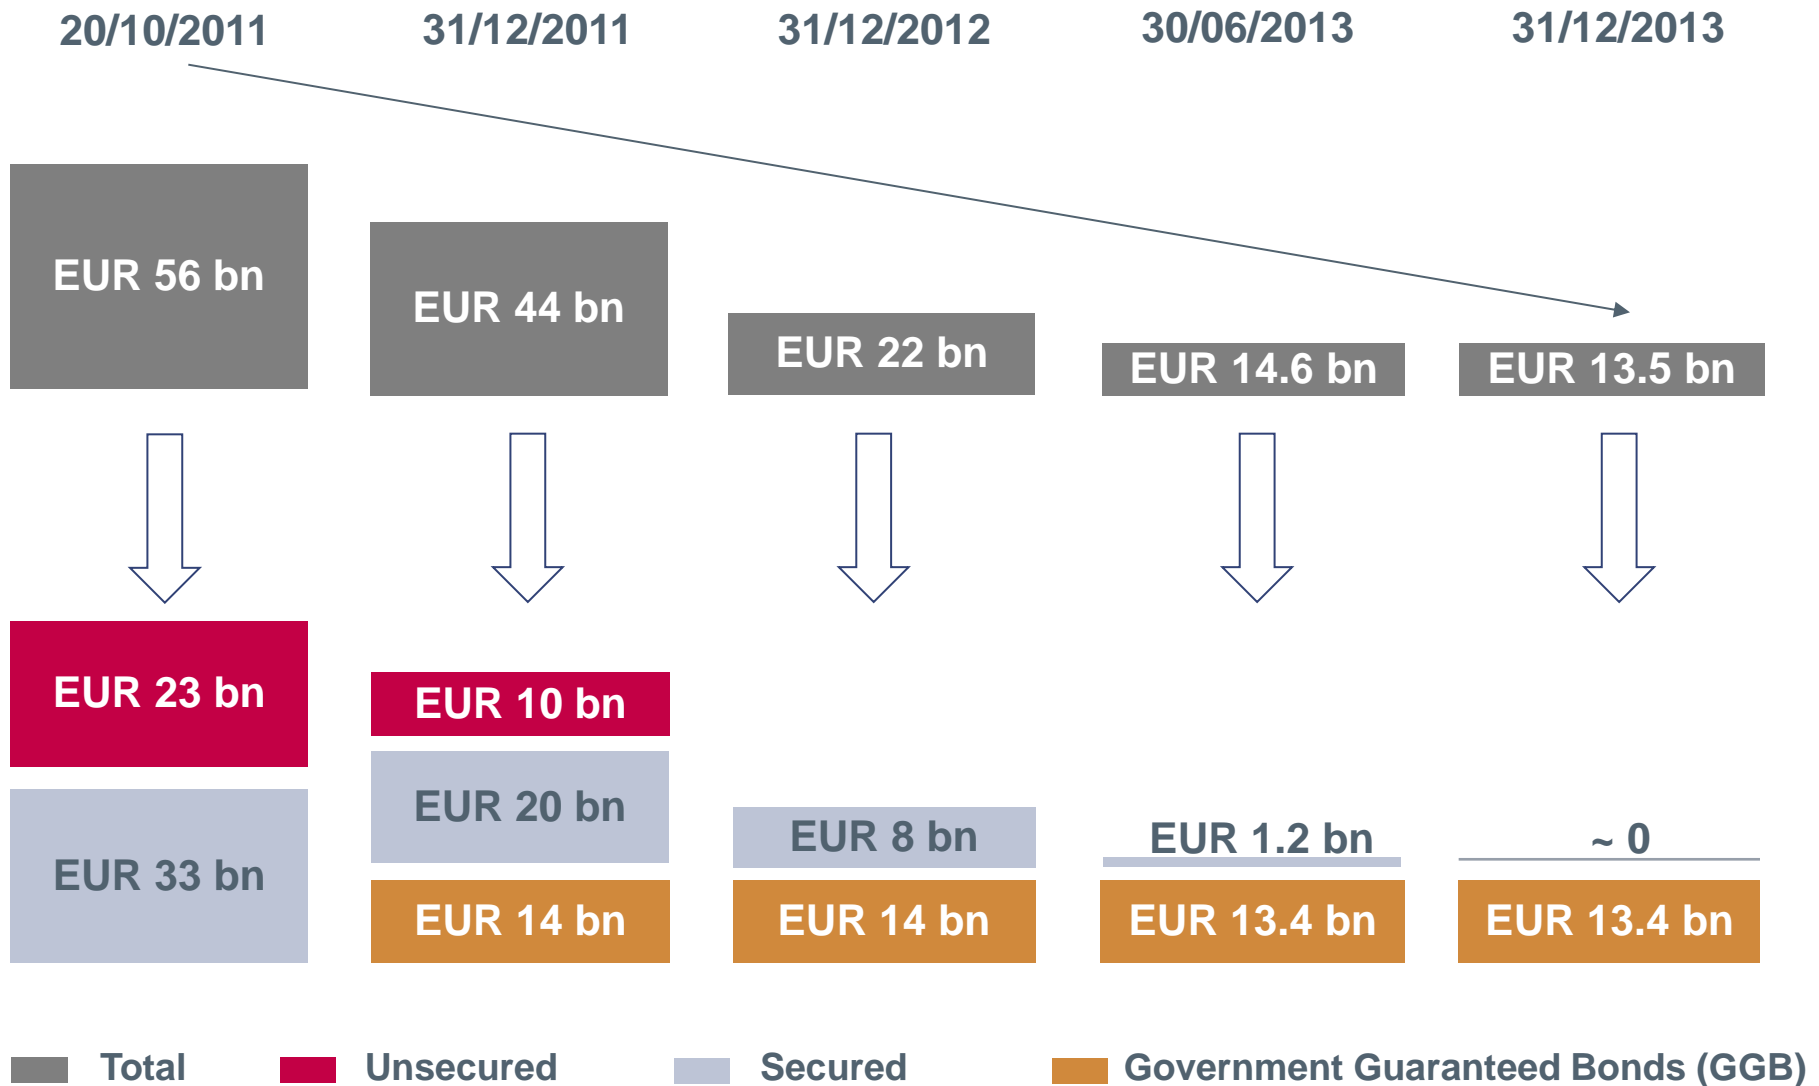 20/10/2011 31/12/2011 31/12/2012 30/06/2013 31/12/2013
EUR 56 bn EUR 44 bn EUR 22 bn EUR 14.6 bn EUR 13.5 bn
EUR 23 bn EUR 10 bn
EUR 33 bn EUR 20 bn EUR 8 bn EUR 1.2 bn ~ 0
EUR 14 bn EUR 14 bn EUR 13.4 bn EUR 13.4 bn
Total Unsecured Secured Government Guaranteed Bonds (GGB)